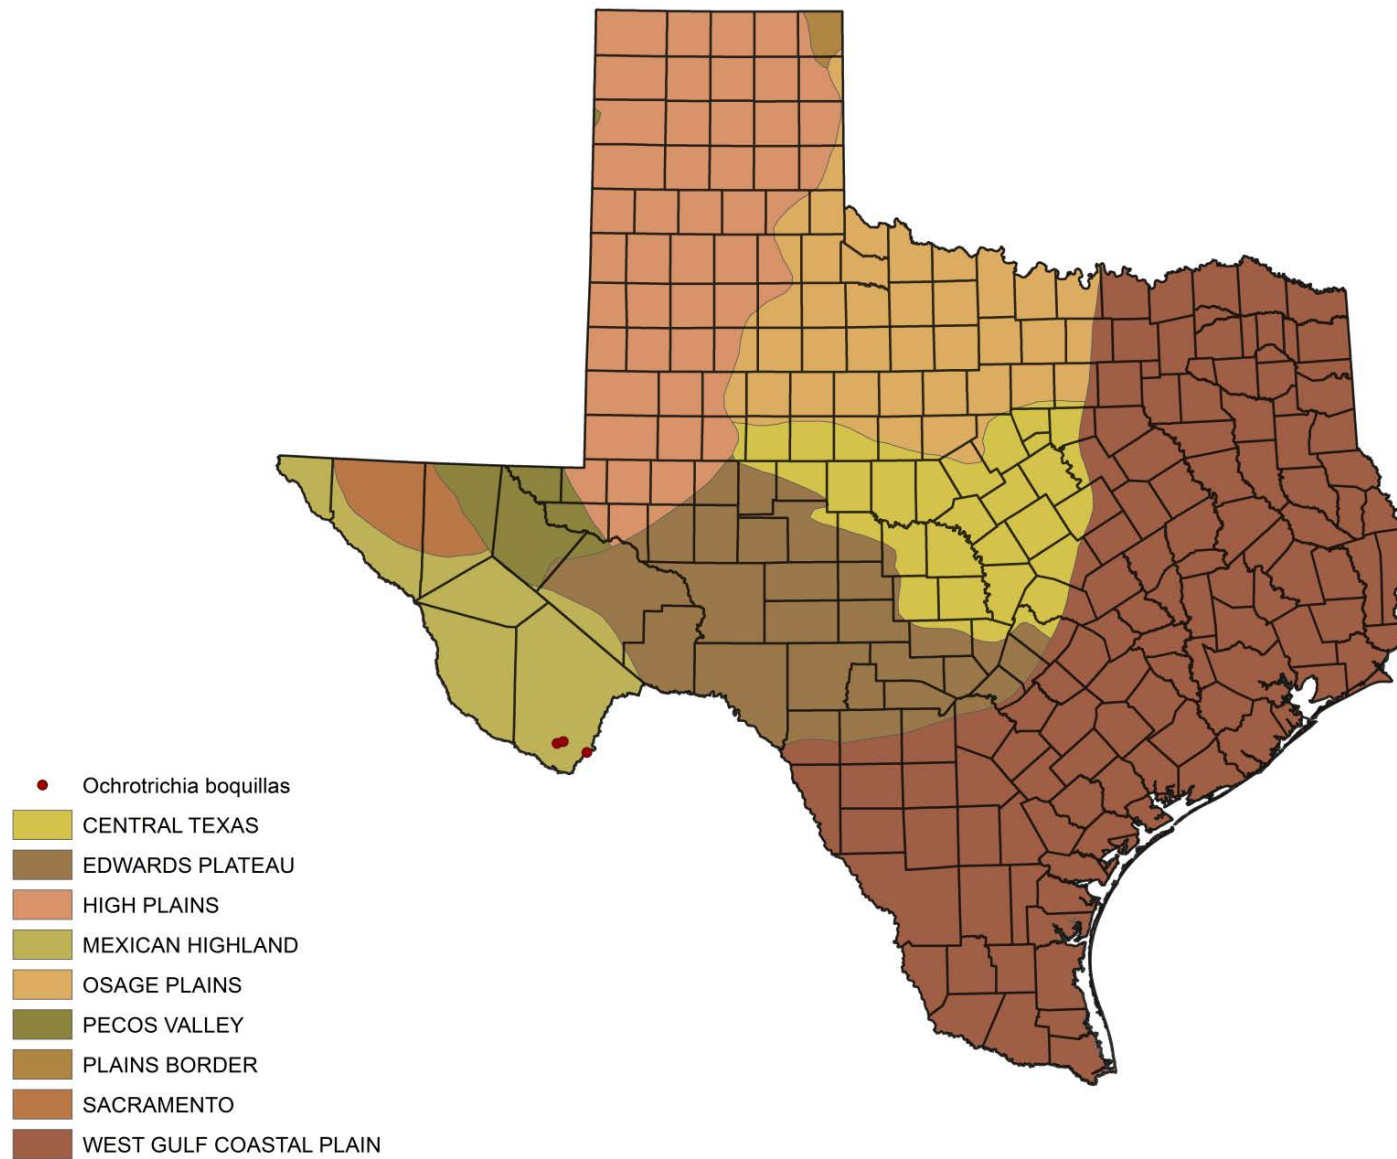 Ochrotrichia boquillas
CENTRAL TEXAS
EDWARDS PLATEAU
HIGH PLAINS
MEXICAN HIGHLAND
OSAGE PLAINS
PECOS VALLEY
PLAINS BORDER
SACRAMENTO
WEST GULF COASTAL PLAIN